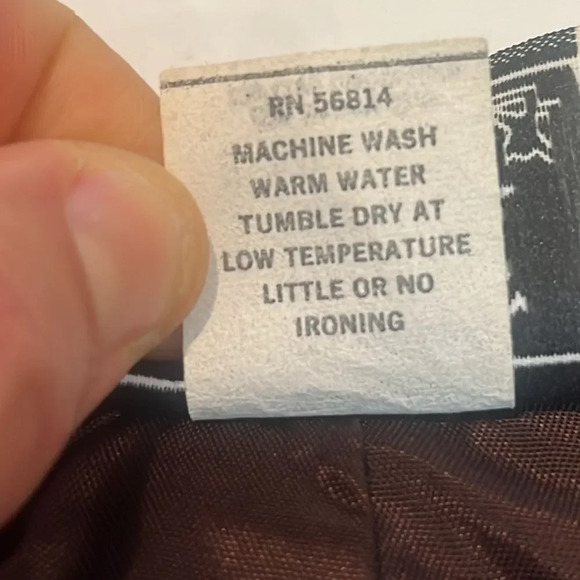 RN 56814
MACHINE WASH
WARM WATER
TUMBLE DRY AT
LOW TEMPERATURE
LITTLE OR NO
IRONING